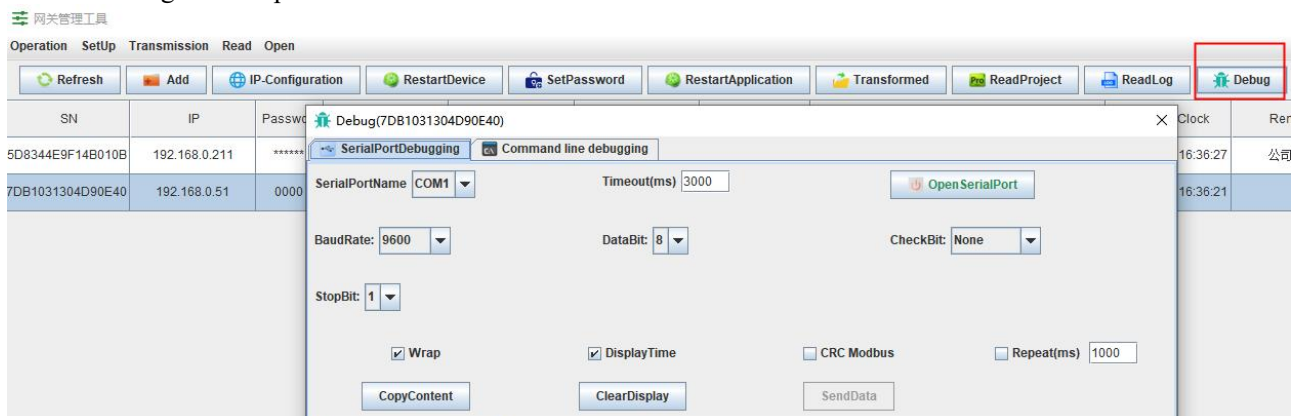 网关管理工具
Operation SetUp Transmission Read Open
Refresh Add IP-Configuration RestartDevice SetPassword RestartApplication Transformed Pro ReadProject ReadLog Debug
SN IP Clock
Debug(7DB1031304D90E40)
5D8344E9F14B010B 192.168.0.211 ****** 16:36:27 公司
SerialPortDebugging Command line debugging
7DB1031304D90E40 192.168.0.51 0000 16:36:21
SerialPortName COM1 Timeout(ms) 3000 OpenSerialPort
BaudRate: 9600 DataBit: 8 CheckBit: None
StopBit: 1
Wrap DisplayTime CRC Modbus Repeat(ms) 1000
CopyContent ClearDisplay SendData